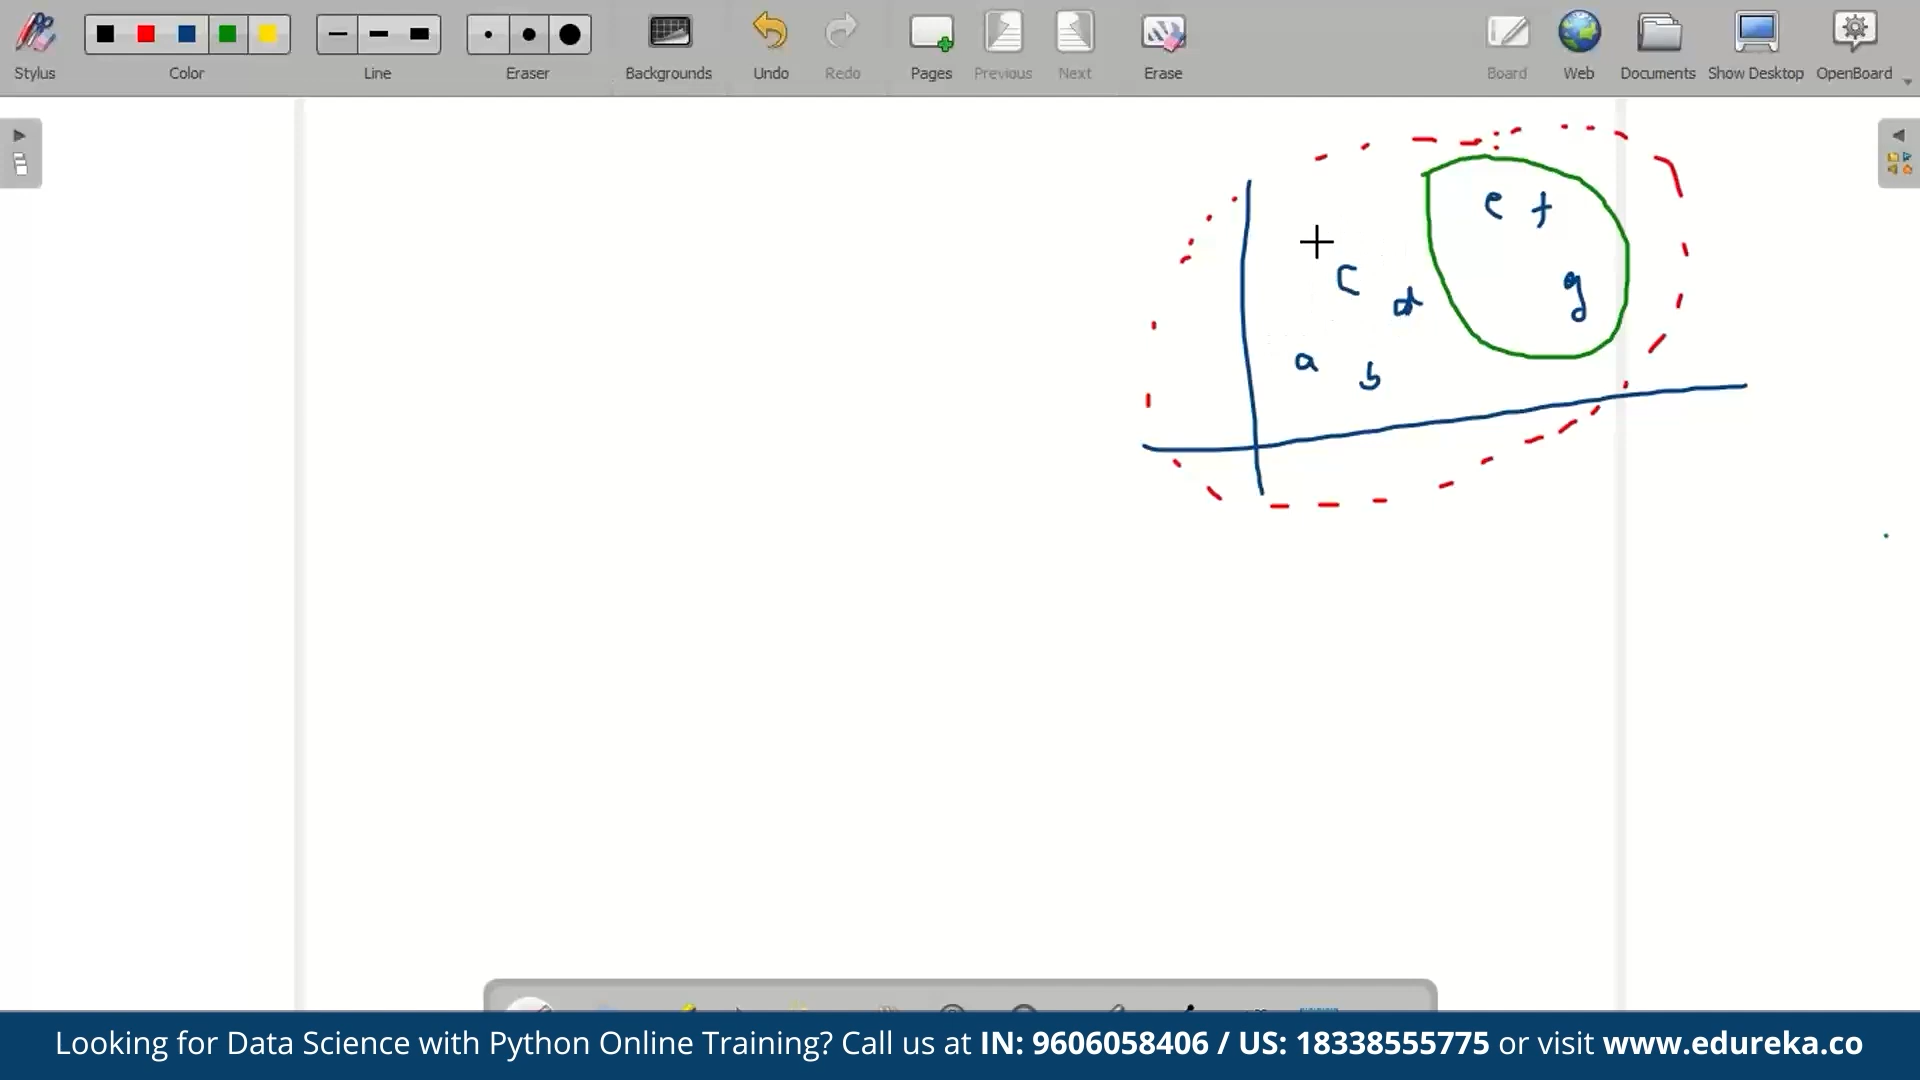 Stylus Color Line Eraser Backgrounds Undo Redo Pages Previous Next Erase Board Web Documents Show Desktop OpenBoard
e f
c d g
a b
Looking for Data Science with Python Online Training? Call us at IN: 9606058406 / US: 18338555775 or visit www.edureka.co